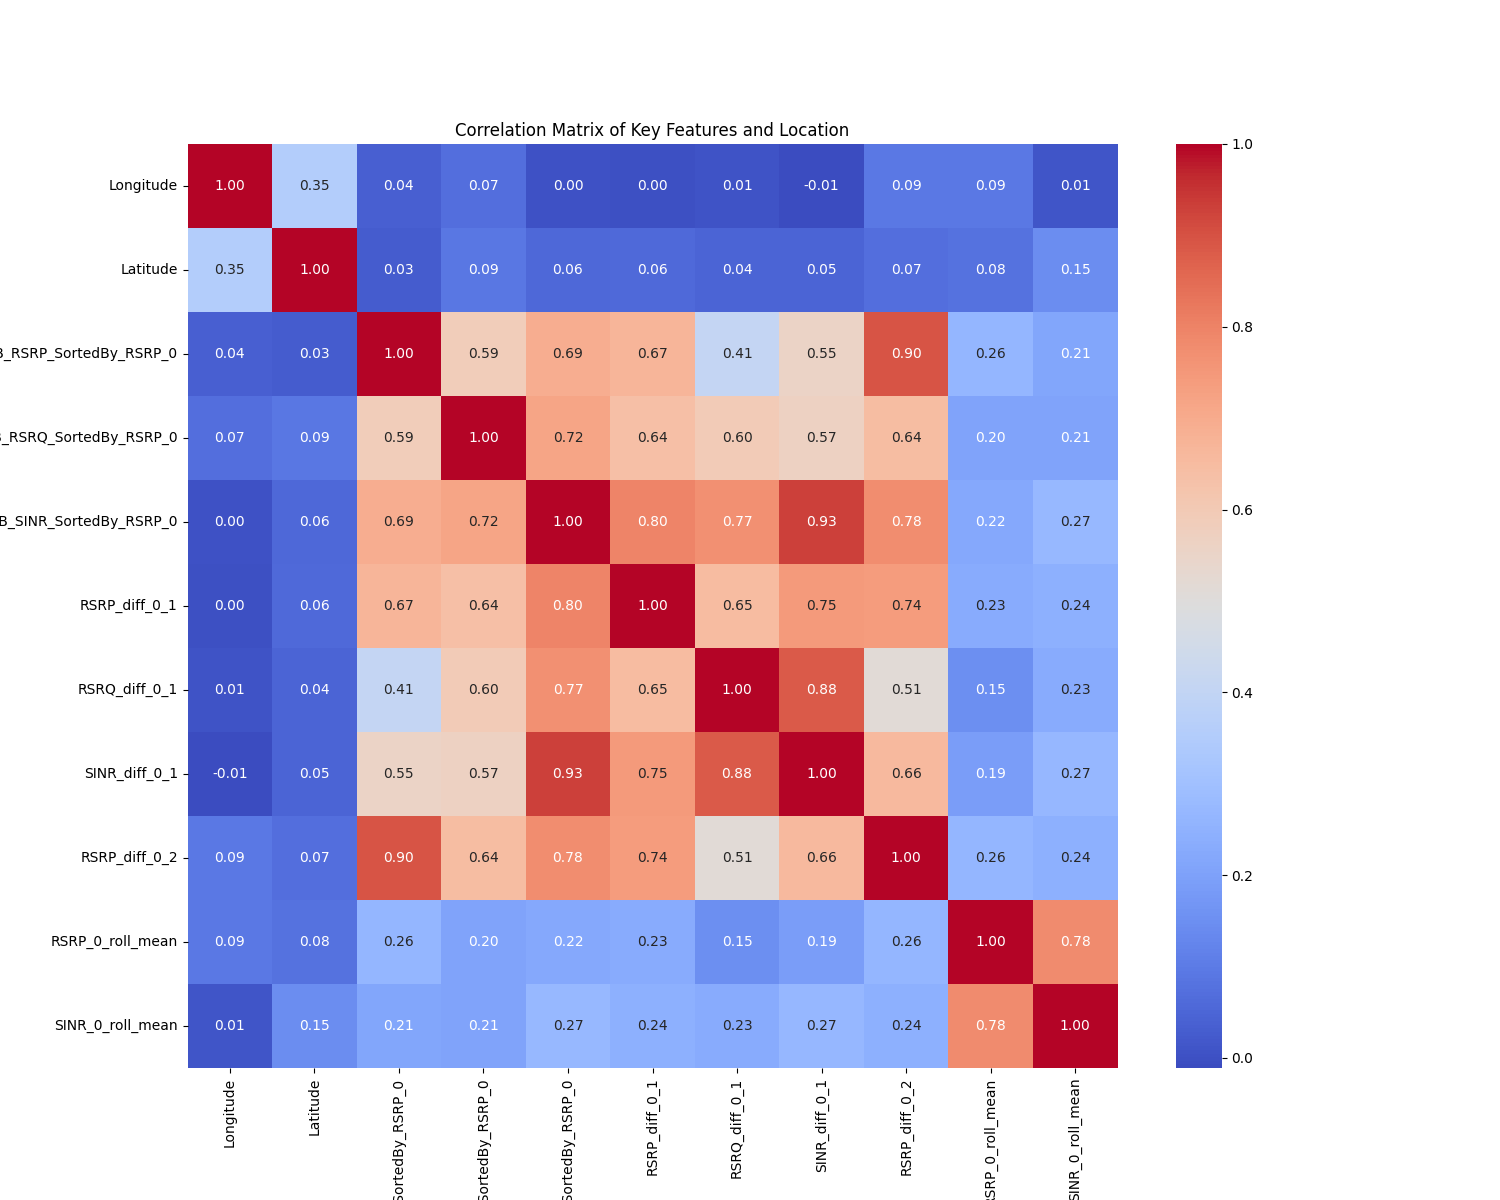 Correlation Matrix of Key Features and Location
Longitude 1.00 0.35 0.04 0.07 0.00 0.00 0.01 -0.01 0.09 0.09 0.01
Latitude 0.35 1.00 0.03 0.09 0.06 0.06 0.04 0.05 0.07 0.08 0.15
_RSRP_SortedBy_RSRP_0 0.04 0.03 1.00 0.59 0.69 0.67 0.41 0.55 0.90 0.26 0.21
_RSRQ_SortedBy_RSRP_0 0.07 0.09 0.59 1.00 0.72 0.64 0.60 0.57 0.64 0.20 0.21
B_SINR_SortedBy_RSRP_0 0.00 0.06 0.69 0.72 1.00 0.80 0.77 0.93 0.78 0.22 0.27
RSRP_diff_0_1 0.00 0.06 0.67 0.64 0.80 1.00 0.65 0.75 0.74 0.23 0.24
RSRQ_diff_0_1 0.01 0.04 0.41 0.60 0.77 0.65 1.00 0.88 0.51 0.15 0.23
SINR_diff_0_1 -0.01 0.05 0.55 0.57 0.93 0.75 0.88 1.00 0.66 0.19 0.27
RSRP_diff_0_2 0.09 0.07 0.90 0.64 0.78 0.74 0.51 0.66 1.00 0.26 0.24
RSRP_0_roll_mean 0.09 0.08 0.26 0.20 0.22 0.23 0.15 0.19 0.26 1.00 0.78
SINR_0_roll_mean 0.01 0.15 0.21 0.21 0.27 0.24 0.23 0.27 0.24 0.78 1.00
Longitude
Latitude
SortedBy_RSRP_0
SortedBy_RSRP_0
SortedBy_RSRP_0
RSRP_diff_0_1
RSRQ_diff_0_1
SINR_diff_0_1
RSRP_diff_0_2
RSRP_0_roll_mean
SINR_0_roll_mean
1.0
0.8
0.6
0.4
0.2
0.0